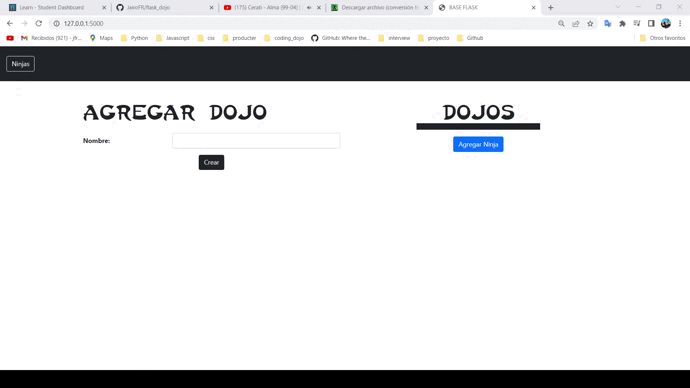 Learn - Student Dashboard
JairoFR/flask_dojo
(115) Cerati - Alma (99-04) |
Descargar archivo (conversión
BASE FLASK
127.0.0.1:5000
Recibidos (921) - jfr...
Maps
Python
Javascript
css
producter
coding_dojo
GitHub: Where the...
interview
proyecto
Github
Otros favoritos
Ninjas
AGREGAR DOJO
DOJOS
Nombre:
Agregar Ninja
Crear